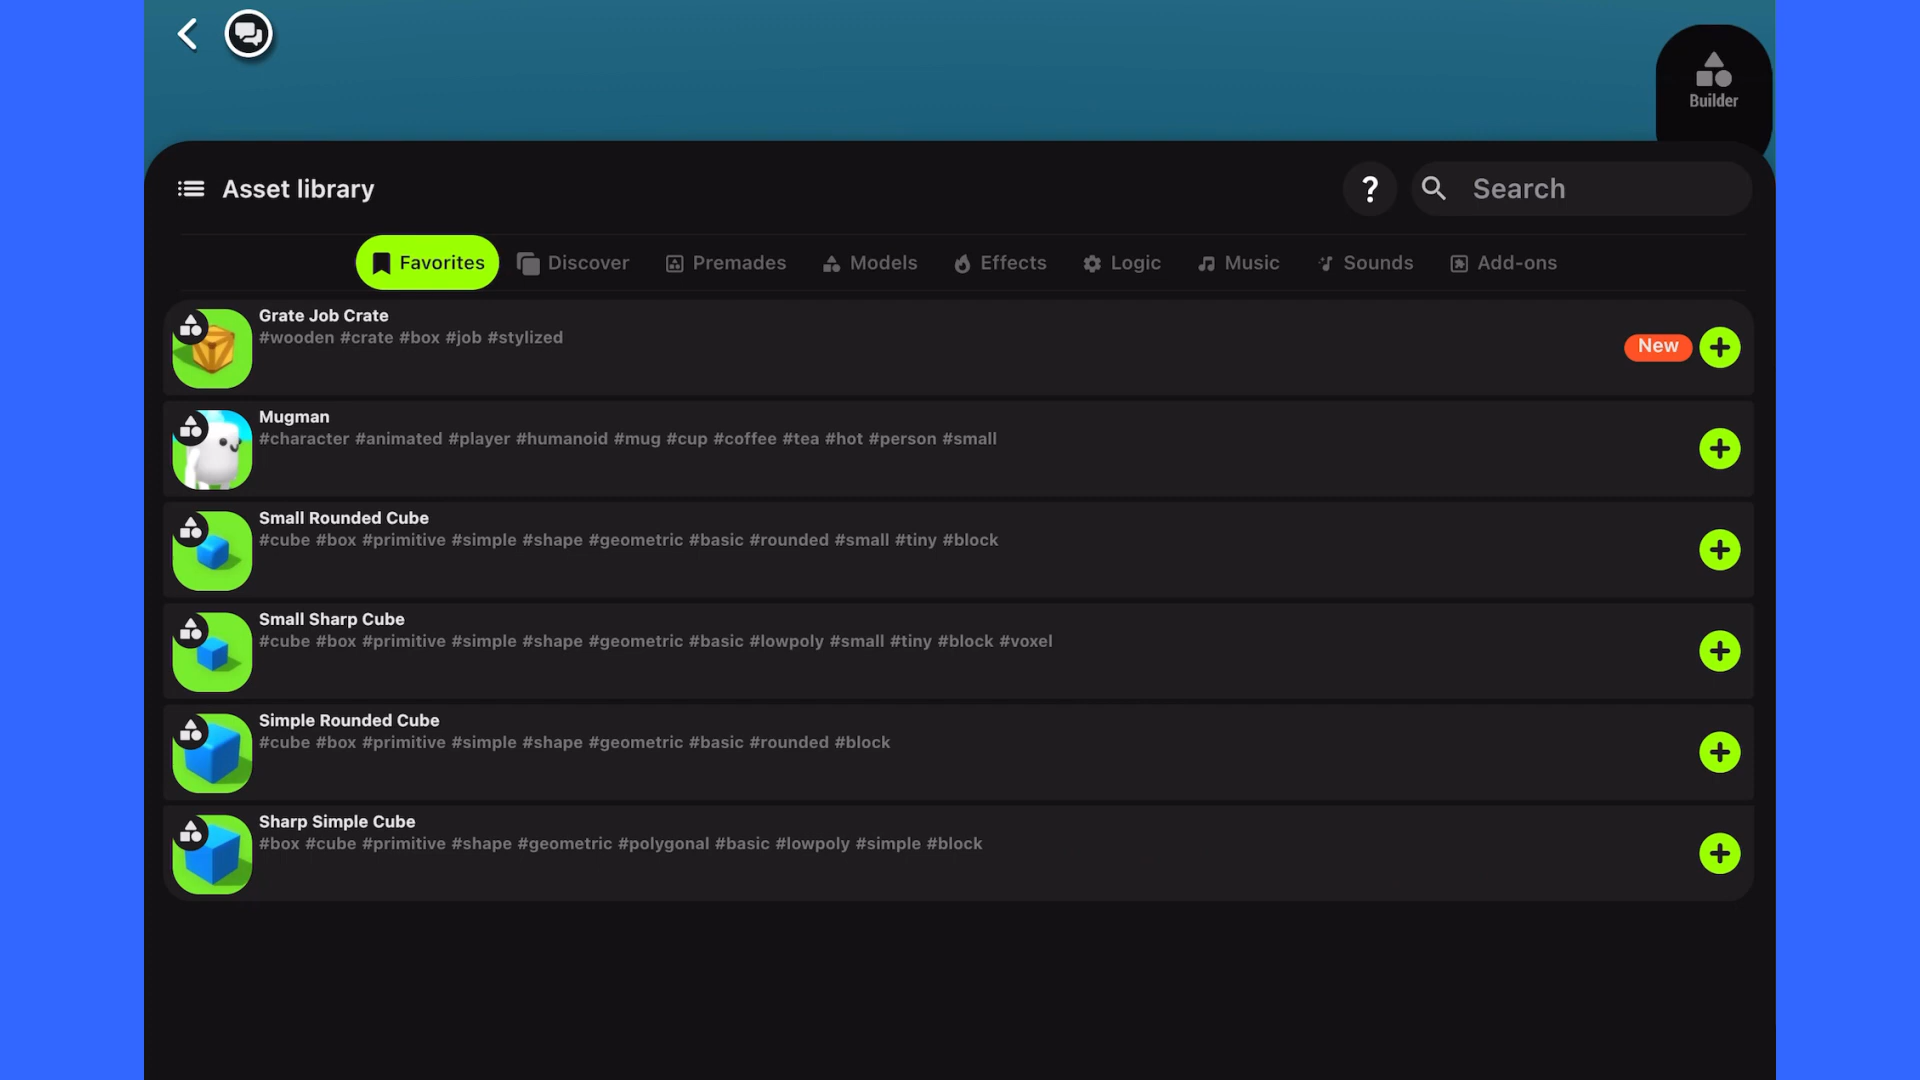 Builder
Asset library
?
Search
Favorites
Discover
Premades
Models
Effects
Logic
Music
Sounds
Add-ons
Grate Job Crate
#wooden #crate #box #job #stylized
New
Mugman
#character #animated #player #humanoid #mug #cup #coffee #tea #hot #person #small
Small Rounded Cube
#cube #box #primitive #simple #shape #geometric #basic #rounded #small #tiny #block
Small Sharp Cube
#cube #box #primitive #simple #shape #geometric #basic #lowpoly #small #tiny #block #voxel
Simple Rounded Cube
#cube #box #primitive #simple #shape #geometric #basic #rounded #block
Sharp Simple Cube
#box #cube #primitive #shape #geometric #polygonal #basic #lowpoly #simple #block